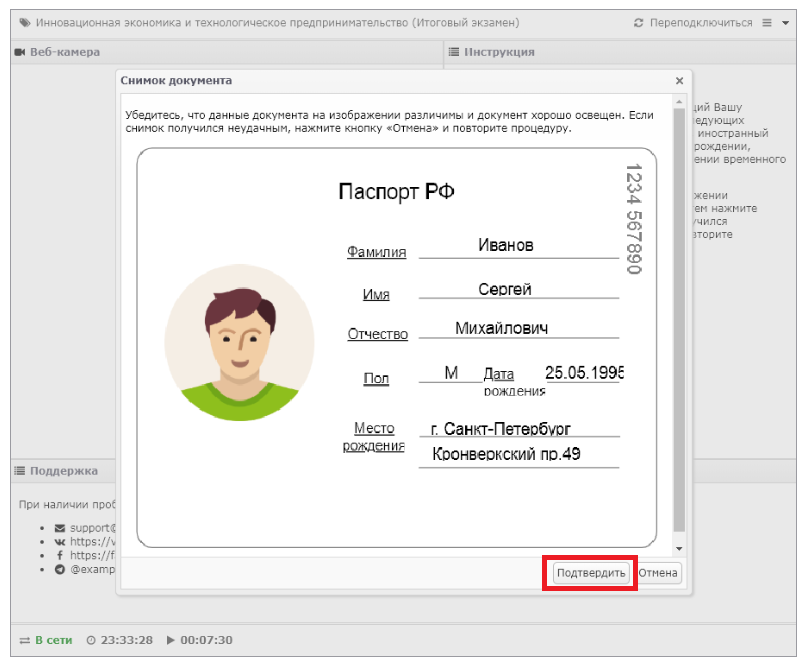 Инновационная экономика и технологическое предпринимательство (Итоговый экзамен)
Переподключиться
Веб-камера
Инструкция
Снимок документа
Убедитесь, что данные документа на изображении различимы и документ хорошо освещен. Если
снимок получился неудачным, нажмите кнопку «Отмена» и повторите процедуру.
Паспорт РФ
1234 567890
Фамилия Иванов
Имя Сергей
Отчество Михайлович
Пол М Дата рождения 25.05.1995
Место рождения г. Санкт-Петербург
Кронверкский пр.49
Подтвердить Отмена
ций Вашу
едующих
иностранный
рождении,
ении временного
жении
ем нажмите
учился
вторите
Поддержка
При наличии проб
support@
https://v
https://f
@examp
В сети 23:33:28 00:07:30